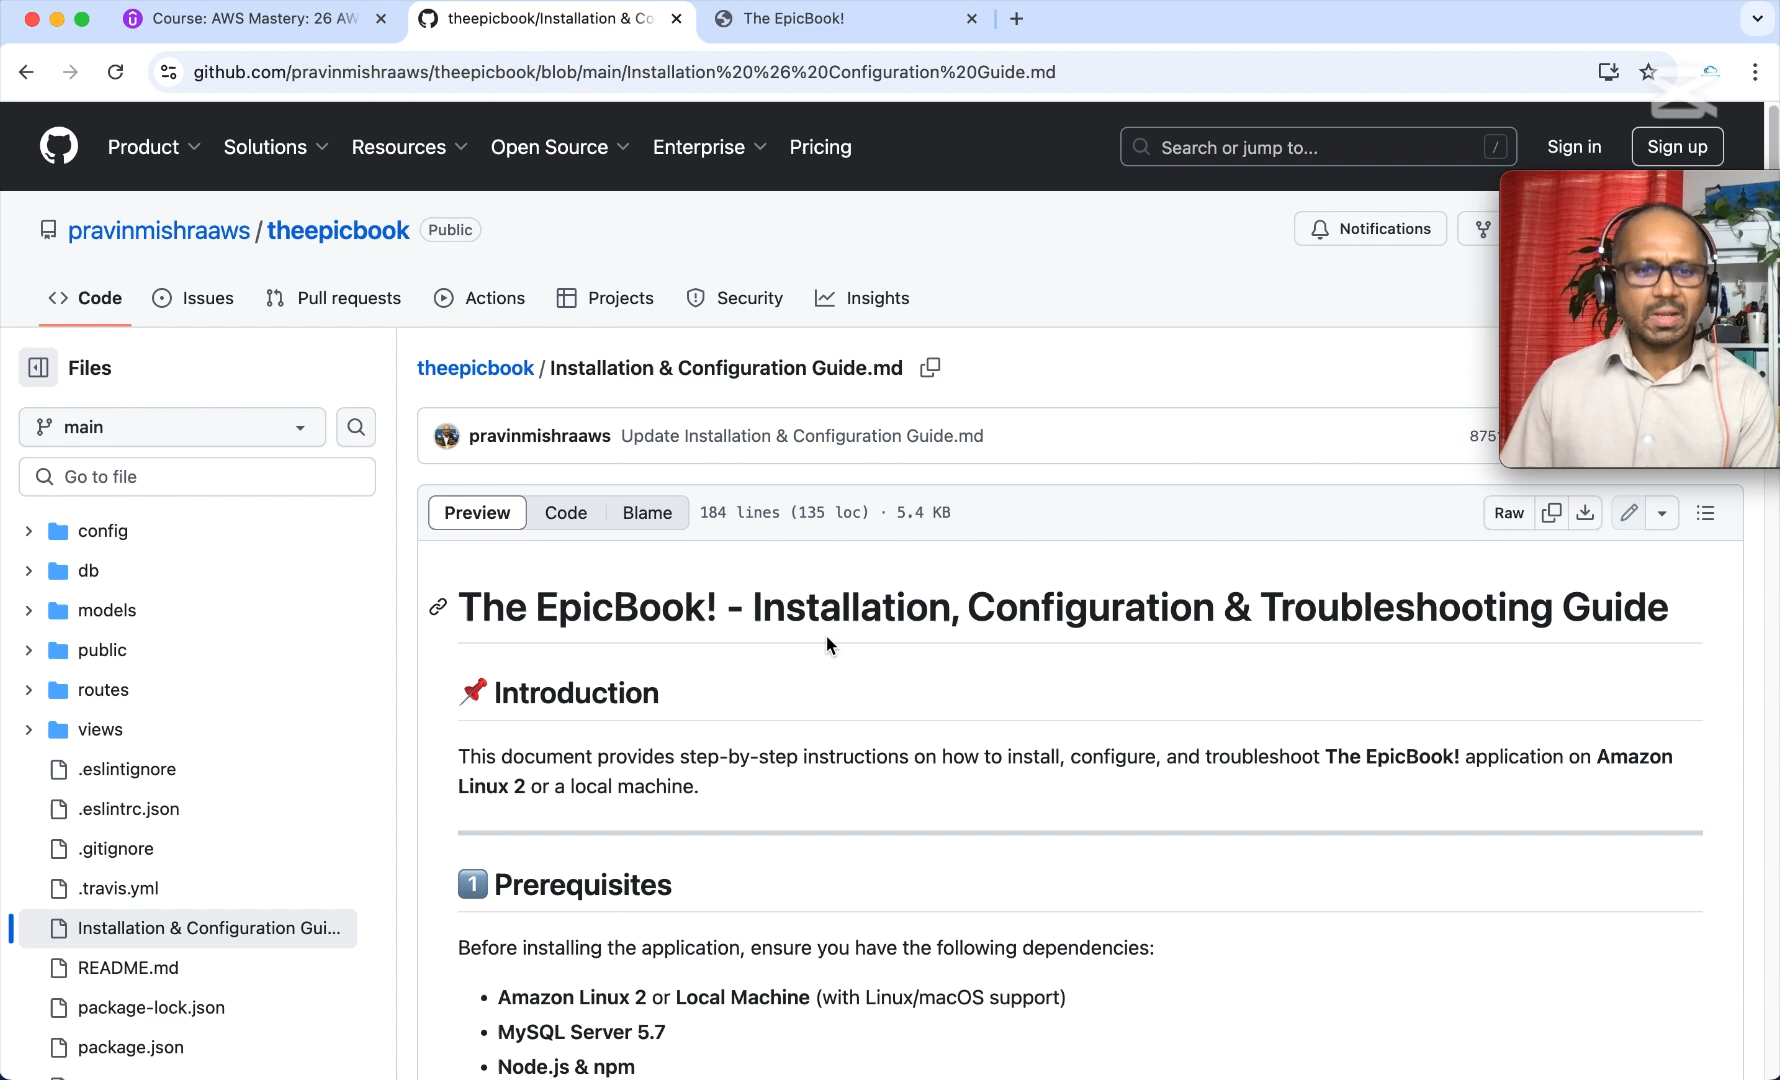 Course: AWS Mastery: 26 AW
theepicbook/Installation & Co
The EpicBook!
github.com/pravinmishraaws/theepicbook/blob/main/Installation%20%26%20Configuration%20Guide.md
Product
Solutions
Resources
Open Source
Enterprise
Pricing
Search or jump to...
/
Sign in
Sign up
pravinmishraaws / theepicbook
Public
Notifications
Code
Issues
Pull requests
Actions
Projects
Security
Insights
Files
main
Go to file
config
db
models
public
routes
views
.eslintignore
.eslintrc.json
.gitignore
.travis.yml
Installation & Configuration Gui...
README.md
package-lock.json
package.json
theepicbook / Installation & Configuration Guide.md
pravinmishraaws Update Installation & Configuration Guide.md
875
Preview
Code
Blame
184 lines (135 loc) · 5.4 KB
Raw
The EpicBook! - Installation, Configuration & Troubleshooting Guide
📌 Introduction
This document provides step-by-step instructions on how to install, configure, and troubleshoot The EpicBook! application on Amazon
Linux 2 or a local machine.
1️⃣ Prerequisites
Before installing the application, ensure you have the following dependencies:
• Amazon Linux 2 or Local Machine (with Linux/macOS support)
• MySQL Server 5.7
• Node.js & npm